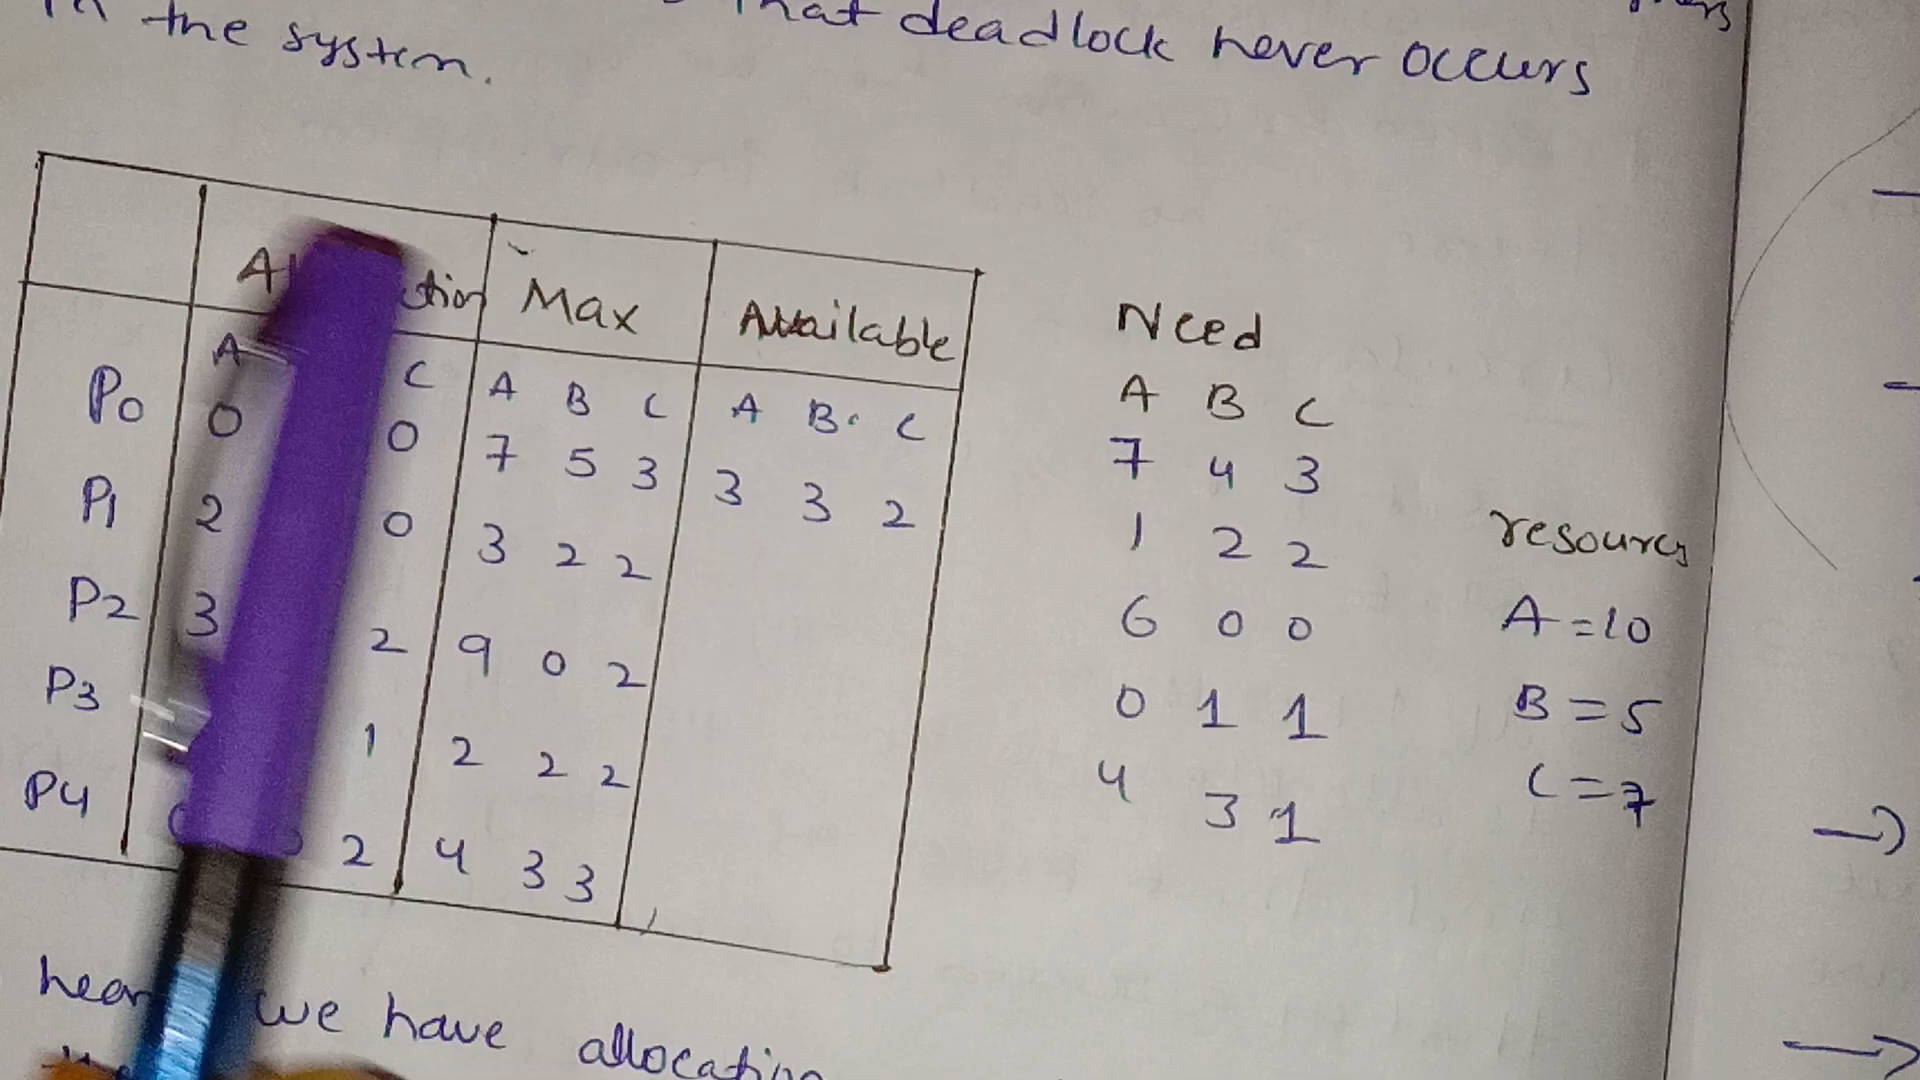 the system. that deadlock never occurs
Max Available Need
A C A B C A B. C A B C
P0 0 0 7 5 3 3 3 2 7 4 3
P1 2 0 3 2 2 1 2 2
P2 3 2 9 0 2 6 0 0
P3 1 2 2 2 0 1 1
P4 2 4 3 3 4 3 1
resources
A = 10
B = 5
C = 7
we have allocation